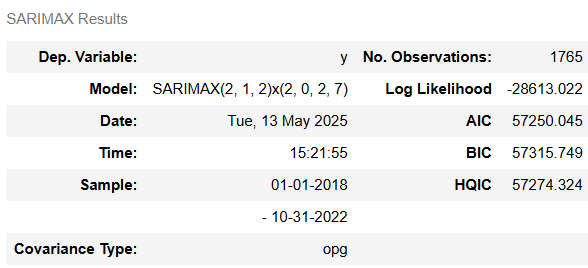 SARIMAX Results
Dep. Variable: y No. Observations: 1765
Model: SARIMAX(2, 1, 2)x(2, 0, 2, 7) Log Likelihood -28613.022
Date: Tue, 13 May 2025 AIC 57250.045
Time: 15:21:55 BIC 57315.749
Sample: 01-01-2018 HQIC 57274.324
- 10-31-2022
Covariance Type: opg